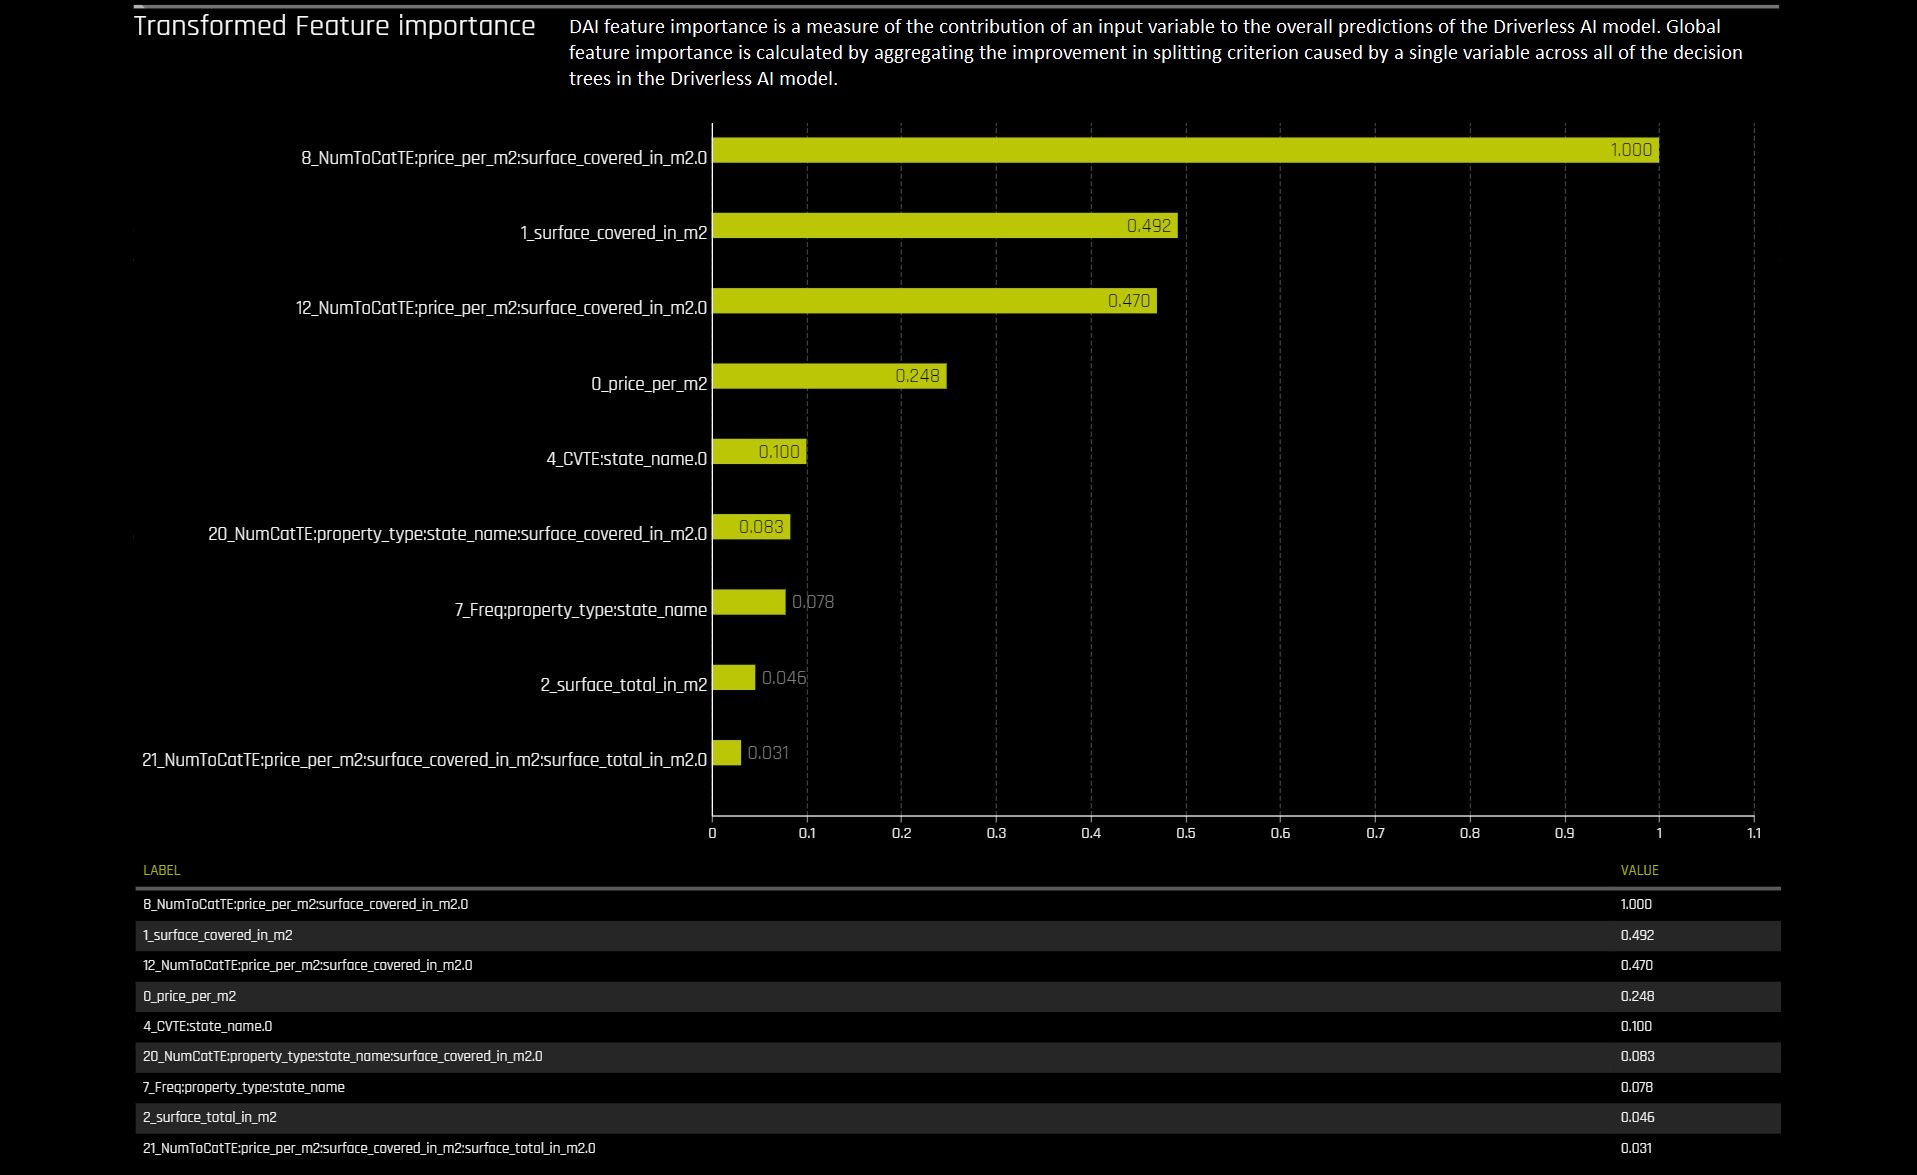 Transformed Feature importance
DAI feature importance is a measure of the contribution of an input variable to the overall predictions of the Driverless AI model. Global
feature importance is calculated by aggregating the improvement in splitting criterion caused by a single variable across all of the decision
trees in the Driverless AI model.
8_NumToCatTE:price_per_m2:surface_covered_in_m2.0 1.000
1_surface_covered_in_m2 0.492
12_NumToCatTE:price_per_m2:surface_covered_in_m2.0 0.470
0_price_per_m2 0.248
4_CVTE:state_name.0 0.100
20_NumCatTE:property_type:state_name:surface_covered_in_m2.0 0.083
7_Freq:property_type:state_name 0.078
2_surface_total_in_m2 0.046
21_NumToCatTE:price_per_m2:surface_covered_in_m2:surface_total_in_m2.0 0.031
0 0.1 0.2 0.3 0.4 0.5 0.6 0.7 0.8 0.9 1 1.1
LABEL VALUE
8_NumToCatTE:price_per_m2:surface_covered_in_m2.0 1.000
1_surface_covered_in_m2 0.492
12_NumToCatTE:price_per_m2:surface_covered_in_m2.0 0.470
0_price_per_m2 0.248
4_CVTE:state_name.0 0.100
20_NumCatTE:property_type:state_name:surface_covered_in_m2.0 0.083
7_Freq:property_type:state_name 0.078
2_surface_total_in_m2 0.046
21_NumToCatTE:price_per_m2:surface_covered_in_m2:surface_total_in_m2.0 0.031